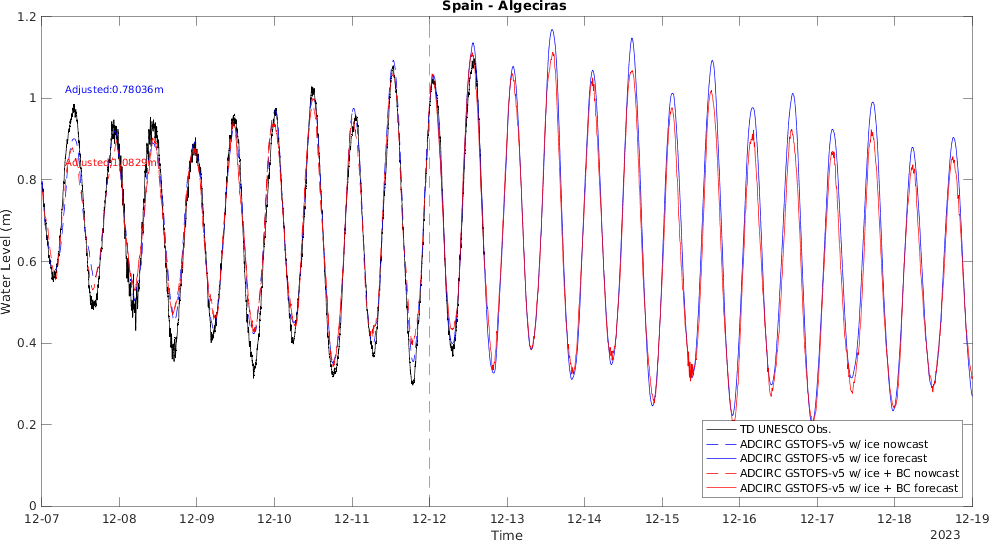 Spain - Algeciras
1.2
1
0.8
0.6
0.4
0.2
0
Water Level (m)
Adjusted:0.78036m
Adjusted:1.0829m
TD UNESCO Obs.
ADCIRC GSTOFS-v5 w/ ice nowcast
ADCIRC GSTOFS-v5 w/ ice forecast
ADCIRC GSTOFS-v5 w/ ice + BC nowcast
ADCIRC GSTOFS-v5 w/ ice + BC forecast
12-07 12-08 12-09 12-10 12-11 12-12 12-13 12-14 12-15 12-16 12-17 12-18 12-19
Time
2023